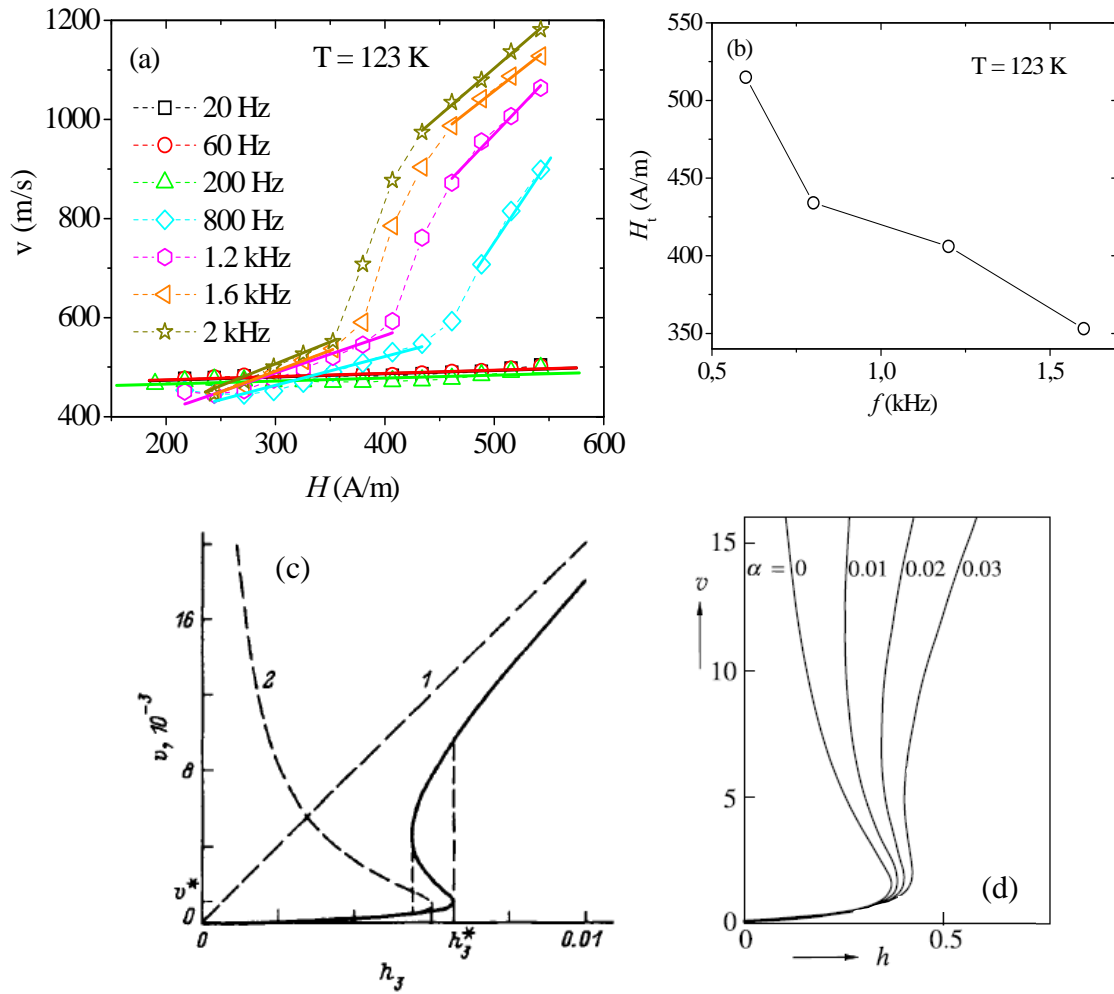 (a)
T = 123 K
20 Hz
60 Hz
200 Hz
800 Hz
1.2 kHz
1.6 kHz
2 kHz
1200
1000
800
600
400
v (m/s)
200
300
400
500
600
H (A/m)
(b)
T = 123 K
550
500
450
400
350
H_t (A/m)
0,5
1,0
1,5
f (kHz)
(c)
16
8
v*
0
v, 10⁻³
2
1
0
h₃*
0.01
h₃
(d)
15
10
5
0
v
α = 0
0.01
0.02
0.03
0
0.5
h